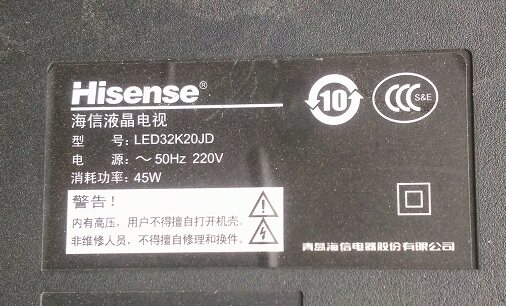 Hisense®
10
CCC S&E
海信液晶电视
型 号: LED32K20JD
电 源: ～ 50Hz 220V
消耗功率: 45W
警告!
内有高压，用户不得擅自打开机壳。
非维修人员，不得擅自修理和换件。
青岛海信电器股份有限公司